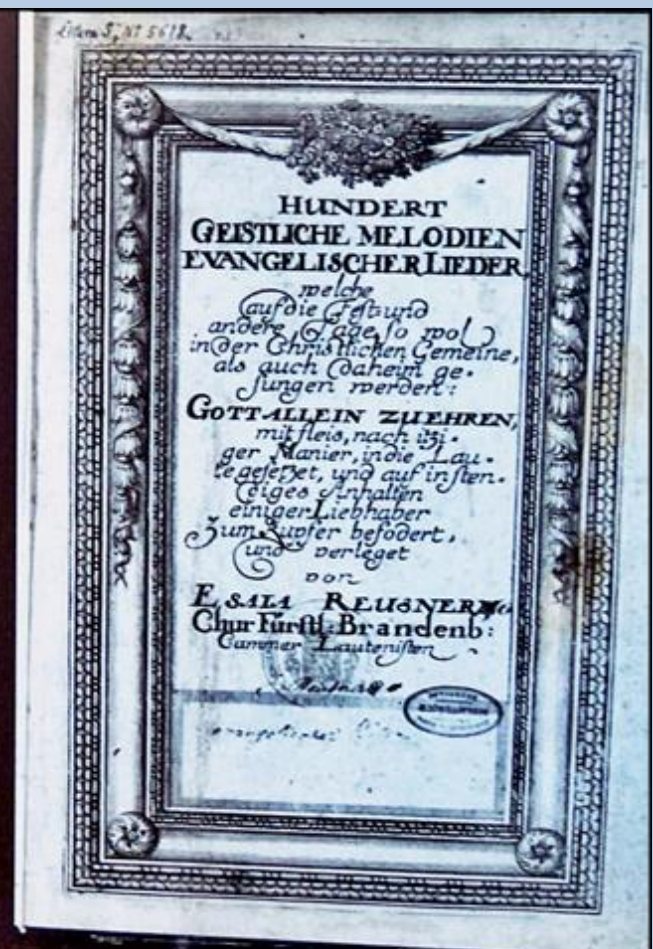 N° 5618.
HUNDERT
GEISTLICHE MELODIEN
EVANGELISCHER LIEDER,
welche
auf die Fest und
andere Tage so wol
in der Christlichen Gemeine,
als auch daheim ge-
sungen werden:
GOTT ALLEIN ZU EHREN,
mit fleis, nach itzi-
ger Manier, in die Lau-
te gesetzet, und auf insten-
diges Anhalten
einiger Liebhaber
Zum Kupfer befodert,
und verleget
von
ESAIA REUSNER
Chur Fürstl: Brandenb:
Cammer Lautenisten